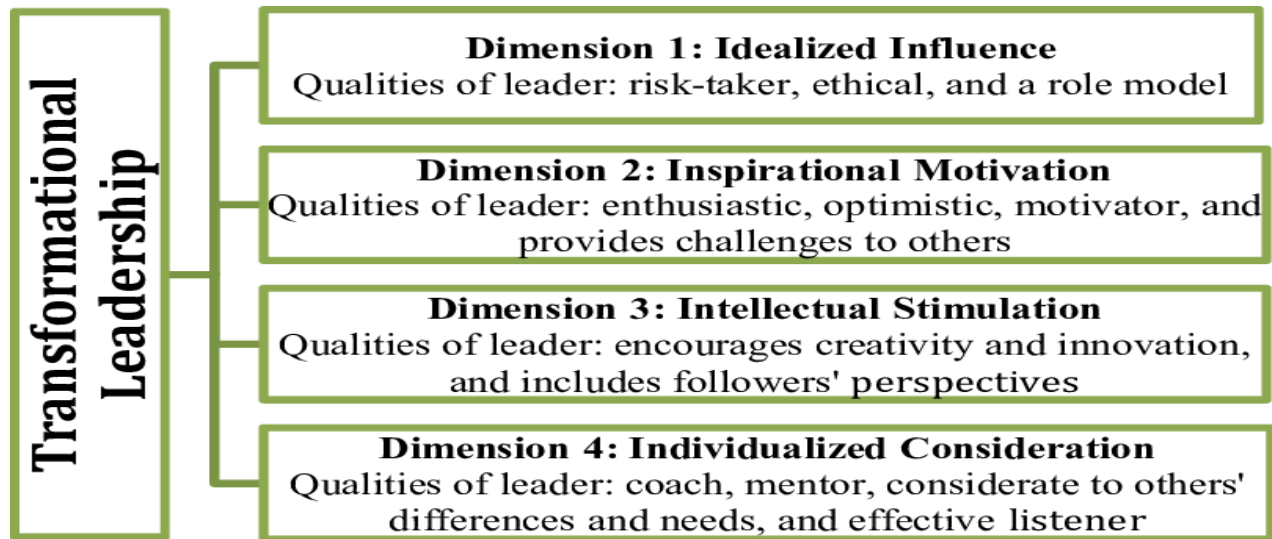 Transformational
Leadership
Dimension 1: Idealized Influence
Qualities of leader: risk-taker, ethical, and a role model
Dimension 2: Inspirational Motivation
Qualities of leader: enthusiastic, optimistic, motivator, and
provides challenges to others
Dimension 3: Intellectual Stimulation
Qualities of leader: encourages creativity and innovation,
and includes followers' perspectives
Dimension 4: Individualized Consideration
Qualities of leader: coach, mentor, considerate to others'
differences and needs, and effective listener